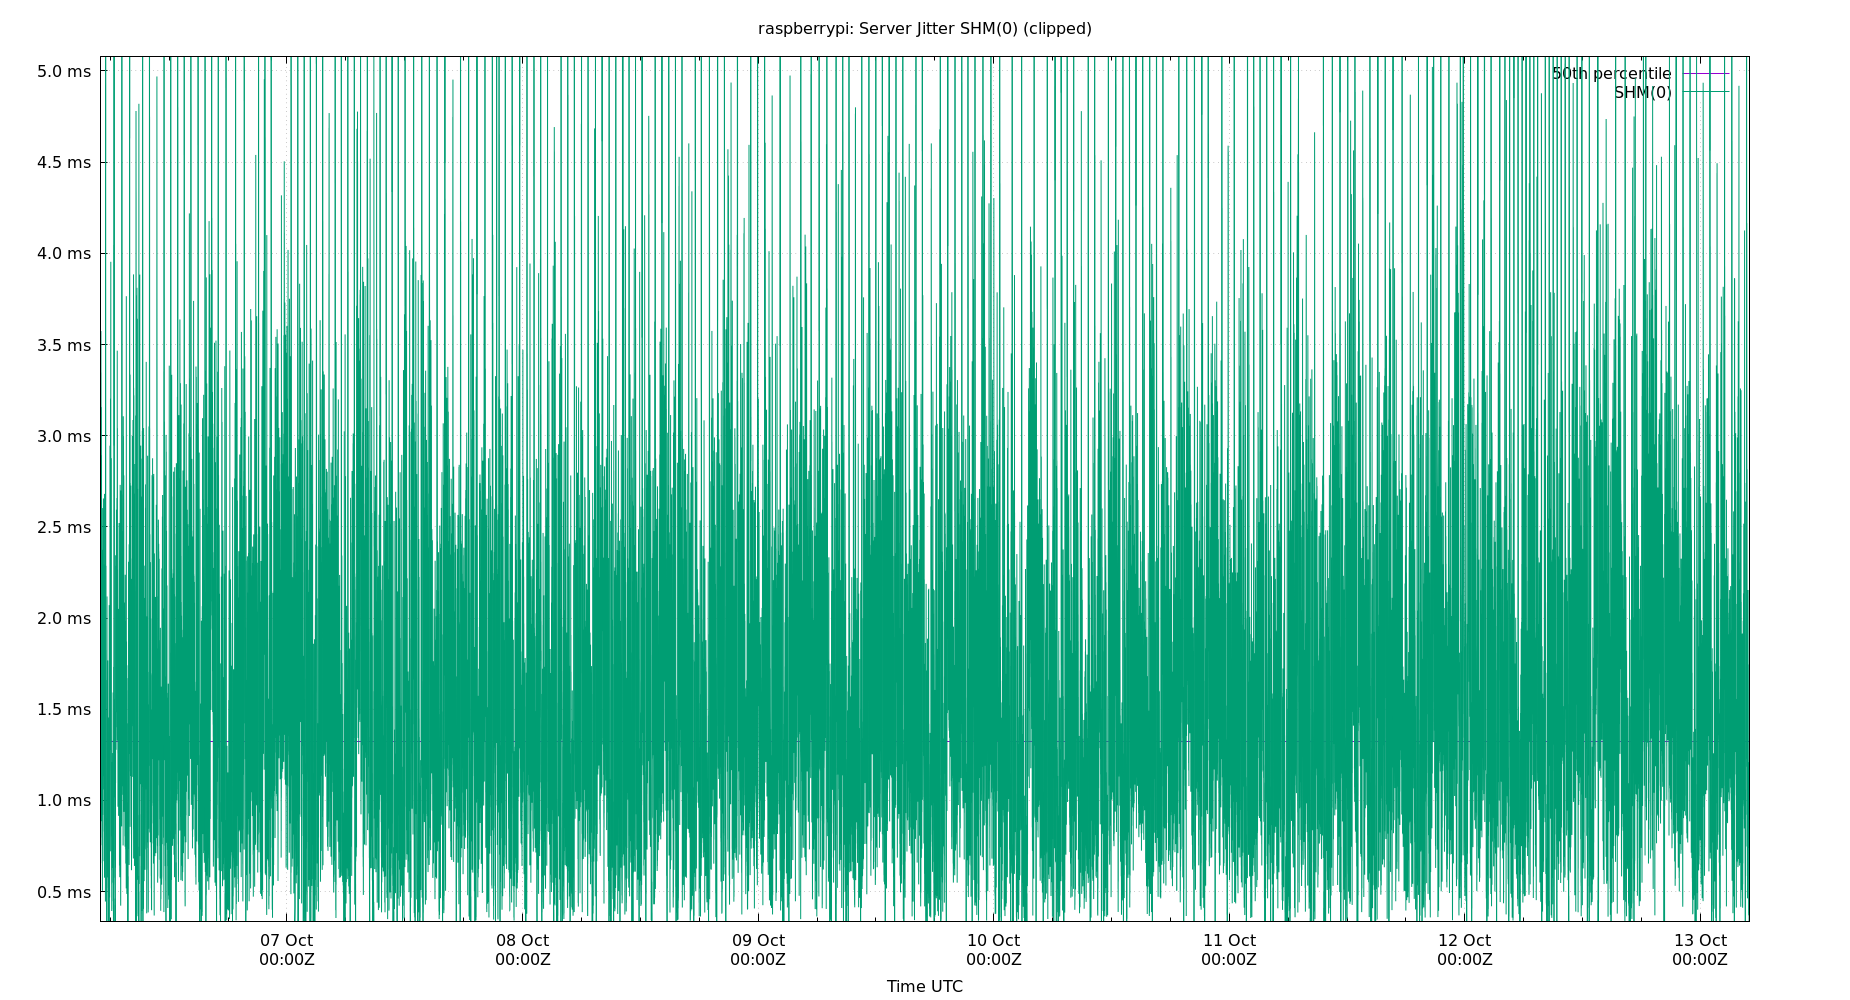 raspberrypi: Server Jitter SHM(0) (clipped)
5.0 ms
4.5 ms
4.0 ms
3.5 ms
3.0 ms
2.5 ms
2.0 ms
1.5 ms
1.0 ms
0.5 ms
50th percentile
SHM(0)
07 Oct 08 Oct 09 Oct 10 Oct 11 Oct 12 Oct 13 Oct
00:00Z 00:00Z 00:00Z 00:00Z 00:00Z 00:00Z 00:00Z
Time UTC